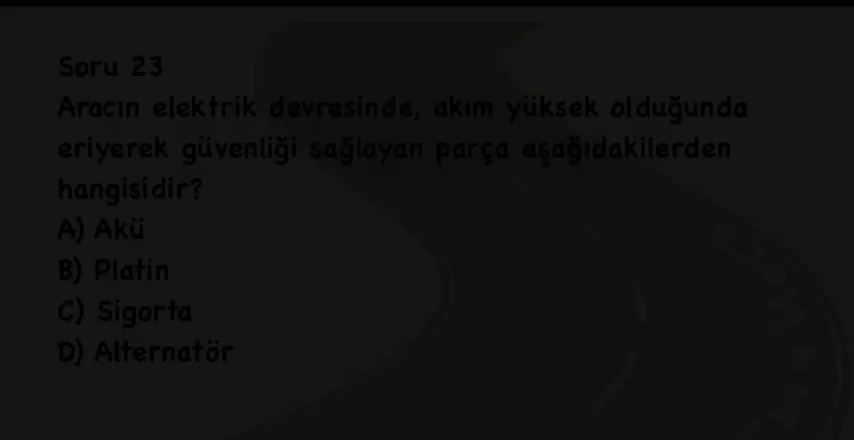 Soru 23
Aracın elektrik devresinde, akım yüksek olduğunda
eriyerek güvenliği sağlayan parça aşağıdakilerden
hangisidir?
A) Akü
B) Platin
C) Sigorta
D) Alternatör